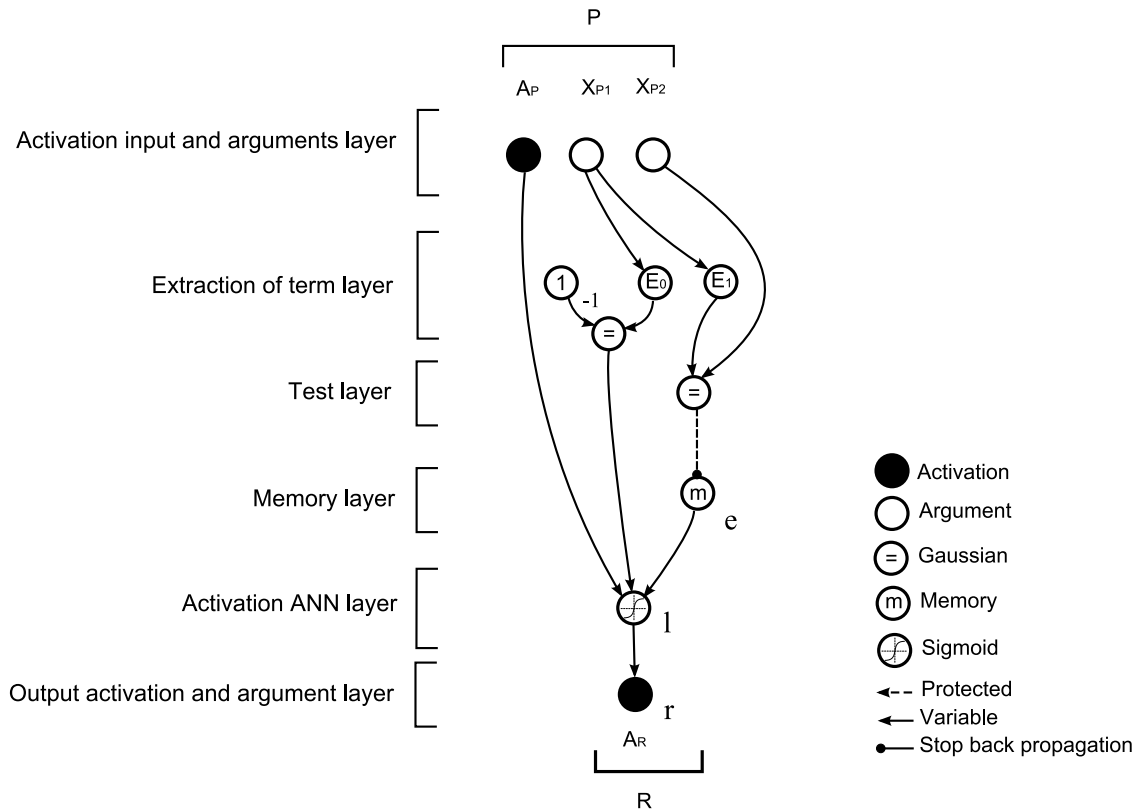 P
AP XP1 XP2
Activation input and arguments layer
Extraction of term layer
1 E0 E1
-1
=
Test layer
=
Memory layer
m
e
Activation ANN layer
l
Output activation and argument layer
r
AR
R
Activation
Argument
= Gaussian
m Memory
Sigmoid
Protected
Variable
Stop back propagation